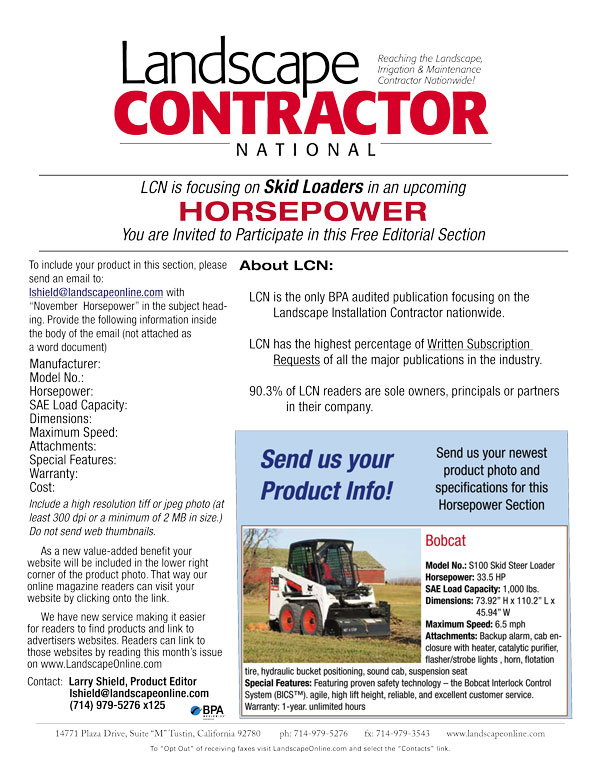 Landscape
Reaching the Landscape,
Irrigation & Maintenance
Contractor Nationwide!
CONTRACTOR
NATIONAL
LCN is focusing on Skid Loaders in an upcoming
HORSEPOWER
You are Invited to Participate in this Free Editorial Section
To include your product in this section, please
send an email to:
lshield@landscapeonline.com with
“November Horsepower” in the subject head-
ing. Provide the following information inside
the body of the email (not attached as
a word document)
Manufacturer:
Model No.:
Horsepower:
SAE Load Capacity:
Dimensions:
Maximum Speed:
Attachments:
Special Features:
Warranty:
Cost:
Include a high resolution tiff or jpeg photo (at
least 300 dpi or a minimum of 2 MB in size.)
Do not send web thumbnails.
As a new value-added benefit your
website will be included in the lower right
corner of the product photo. That way our
online magazine readers can visit your
website by clicking onto the link.
We have new service making it easier
for readers to find products and link to
advertisers websites. Readers can link to
those websites by reading this month’s issue
on www.LandscapeOnline.com
Contact: Larry Shield, Product Editor
lshield@landscapeonline.com
(714) 979-5276 x125
BPA
About LCN:
LCN is the only BPA audited publication focusing on the
Landscape Installation Contractor nationwide.
LCN has the highest percentage of Written Subscription
Requests of all the major publications in the industry.
90.3% of LCN readers are sole owners, principals or partners
in their company.
Send us your
Product Info!
Send us your newest
product photo and
specifications for this
Horsepower Section
Bobcat
Model No.: S100 Skid Steer Loader
Horsepower: 33.5 HP
SAE Load Capacity: 1,000 lbs.
Dimensions: 73.92” H x 110.2” L x
45.94” W
Maximum Speed: 6.5 mph
Attachments: Backup alarm, cab en-
closure with heater, catalytic purifier,
flasher/strobe lights , horn, flotation
tire, hydraulic bucket positioning, sound cab, suspension seat
Special Features: Featuring proven safety technology – the Bobcat Interlock Control
System (BICS™). agile, high lift height, reliable, and excellent customer service.
Warranty: 1-year. unlimited hours
14771 Plaza Drive, Suite “M” Tustin, California 92780 ph: 714-979-5276 fx: 714-979-3543 www.landscapeonline.com
To “Opt Out” of receiving faxes visit LandscapeOnline.com and select the “Contacts” link.